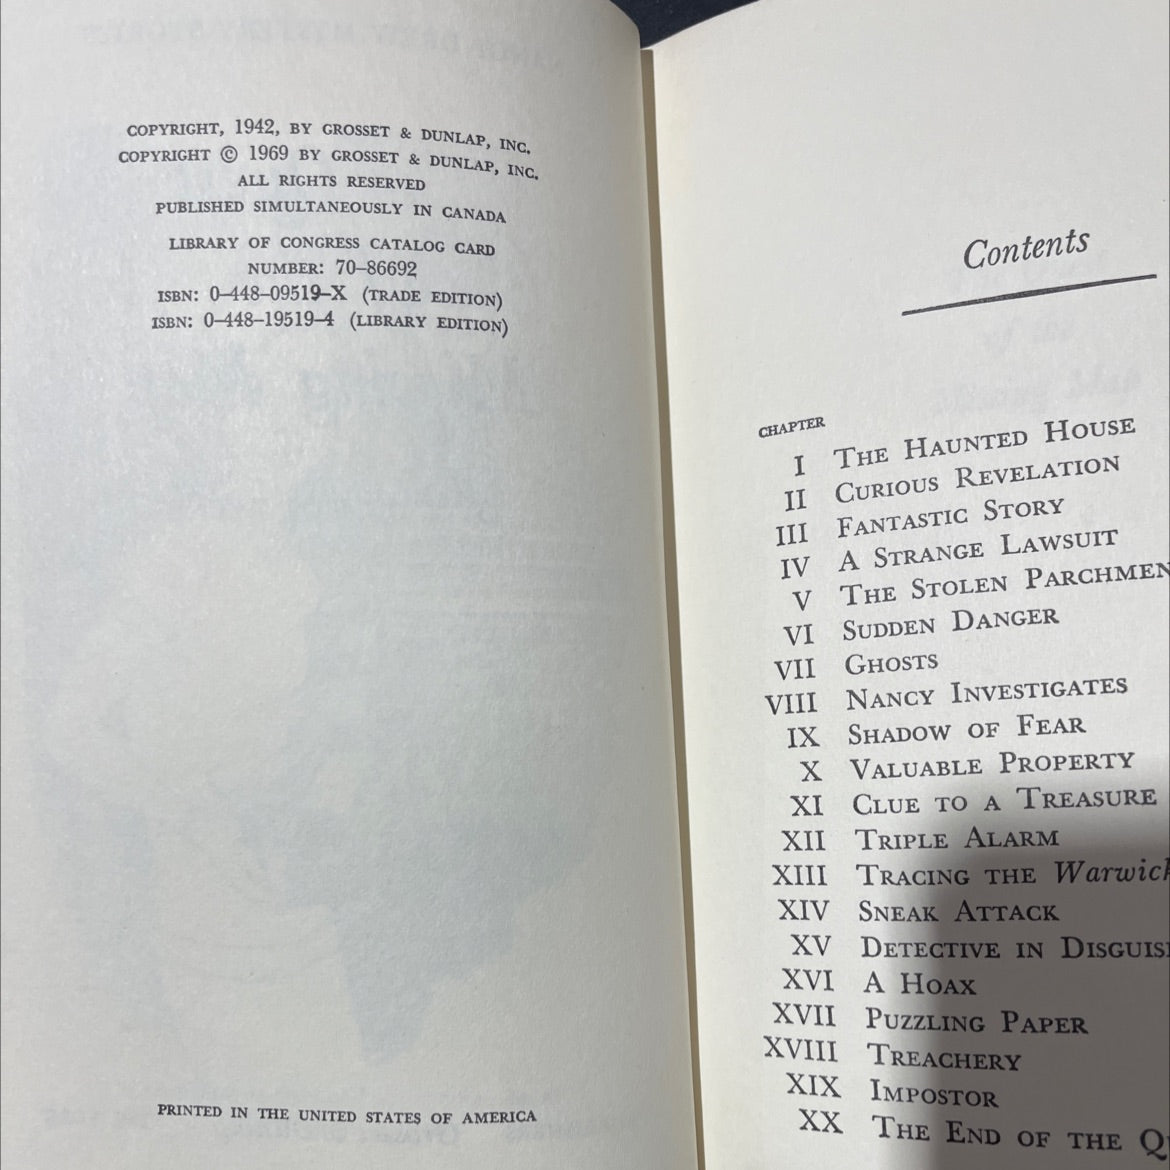 COPYRIGHT, 1942, BY GROSSET & DUNLAP, INC.
COPYRIGHT © 1969 BY GROSSET & DUNLAP, INC.
ALL RIGHTS RESERVED
PUBLISHED SIMULTANEOUSLY IN CANADA
LIBRARY OF CONGRESS CATALOG CARD
NUMBER: 70–86692
ISBN: 0–448–09519–X (TRADE EDITION)
ISBN: 0–448–19519–4 (LIBRARY EDITION)
PRINTED IN THE UNITED STATES OF AMERICA
Contents
CHAPTER
I THE HAUNTED HOUSE
II CURIOUS REVELATION
III FANTASTIC STORY
IV A STRANGE LAWSUIT
V THE STOLEN PARCHMEN
VI SUDDEN DANGER
VII GHOSTS
VIII NANCY INVESTIGATES
IX SHADOW OF FEAR
X VALUABLE PROPERTY
XI CLUE TO A TREASURE
XII TRIPLE ALARM
XIII TRACING THE Warwick
XIV SNEAK ATTACK
XV DETECTIVE IN DISGUIS
XVI A HOAX
XVII PUZZLING PAPER
XVIII TREACHERY
XIX IMPOSTOR
XX THE END OF THE Q